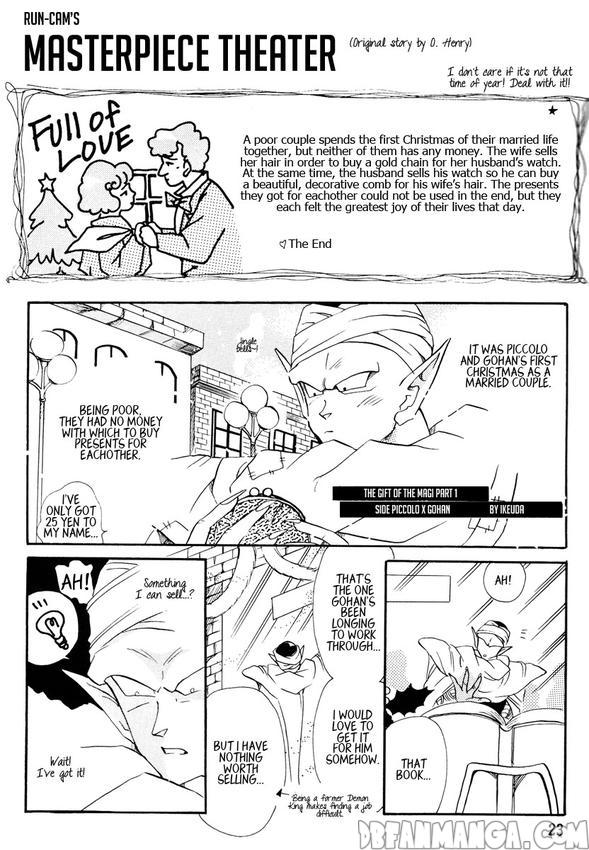 RUN-CAM'S
MASTERPIECE THEATER
(Original story by O. Henry)
I don't care if it's not that
time of year! Deal with it!!
FULL of
LOVE
A poor couple spends the first Christmas of their married life
together, but neither of them has any money. The wife sells
her hair in order to buy a gold chain for her husband's watch.
At the same time, the husband sells his watch so he can buy
a beautiful, decorative comb for his wife's hair. The presents
they got for eachother could not be used in the end, but they
each felt the greatest joy of their lives that day.
♡The End
IT WAS PICCOLO
AND GOHAN'S FIRST
CHRISTMAS AS A
MARRIED COUPLE.
Jingle
bells~!
BEING POOR,
THEY HAD NO MONEY
WITH WHICH TO BUY
PRESENTS FOR
EACHOTHER.
I'VE
ONLY GOT
25 YEN TO
MY NAME...
THE GIFT OF THE MAGI PART 1
SIDE PICCOLO X GOHAN BY IKEUDA
AH!
THAT
BOOK...
THAT'S
THE ONE
GOHAN'S
BEEN
LONGING
TO WORK
THROUGH...
I WOULD
LOVE TO
GET IT
FOR HIM
SOMEHOW.
BUT I HAVE
NOTHING
WORTH
SELLING...
Being a former Demon
King makes finding a job
difficult.
Something
I can sell...?
AH!
Wait!
I've got it!
23
DBFANMANGA.COM